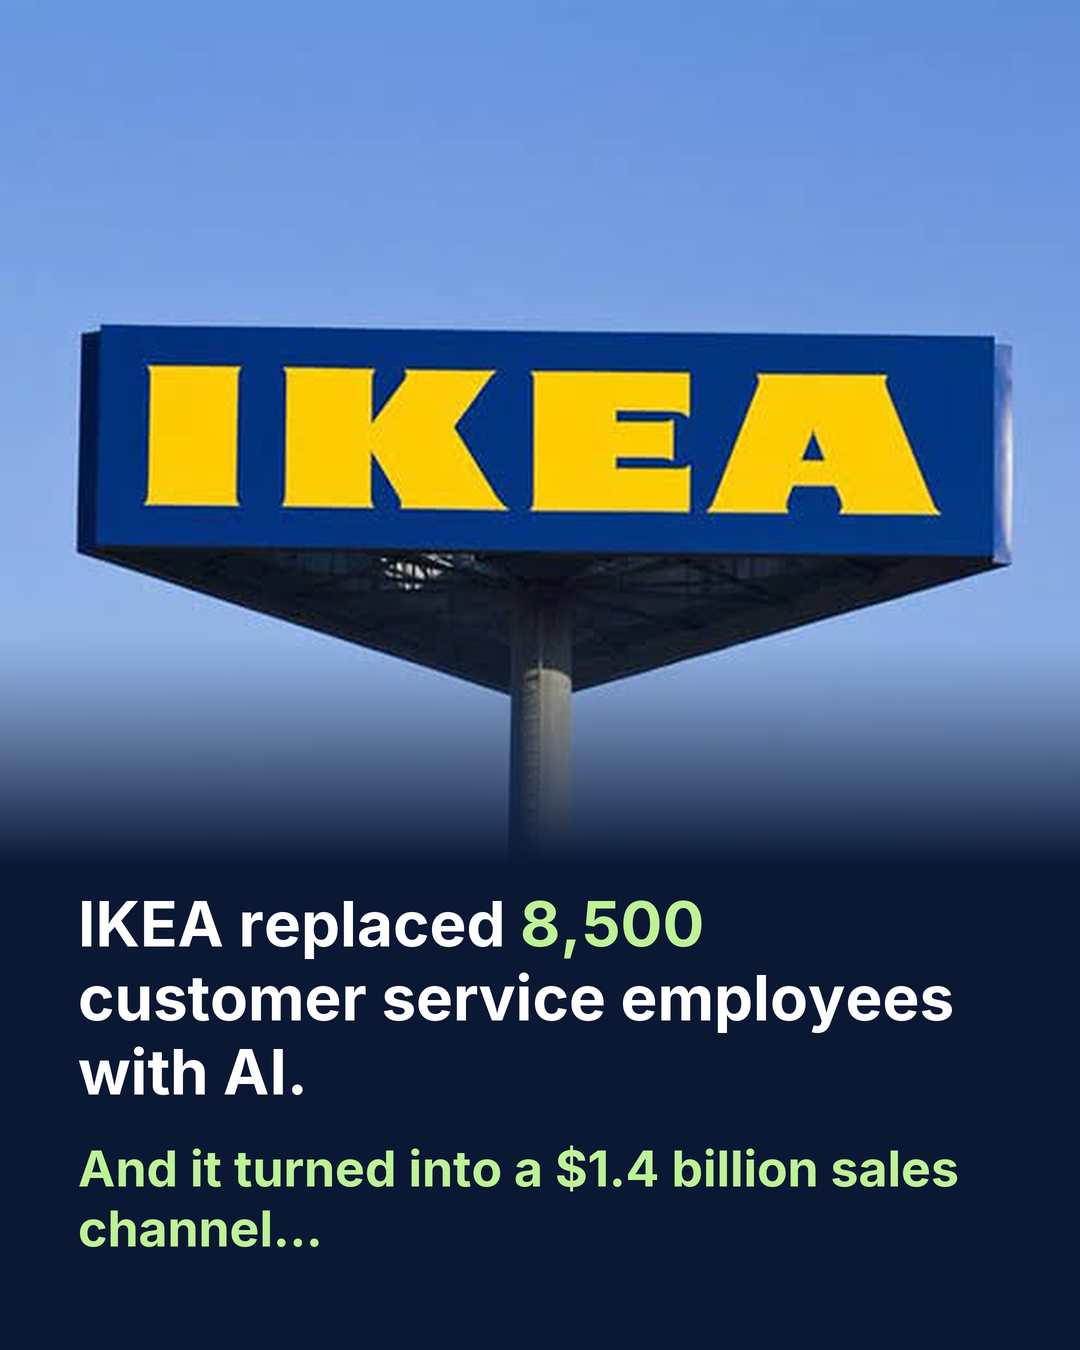 IKEA
IKEA replaced 8,500
customer service employees
with AI.
And it turned into a $1.4 billion sales
channel...